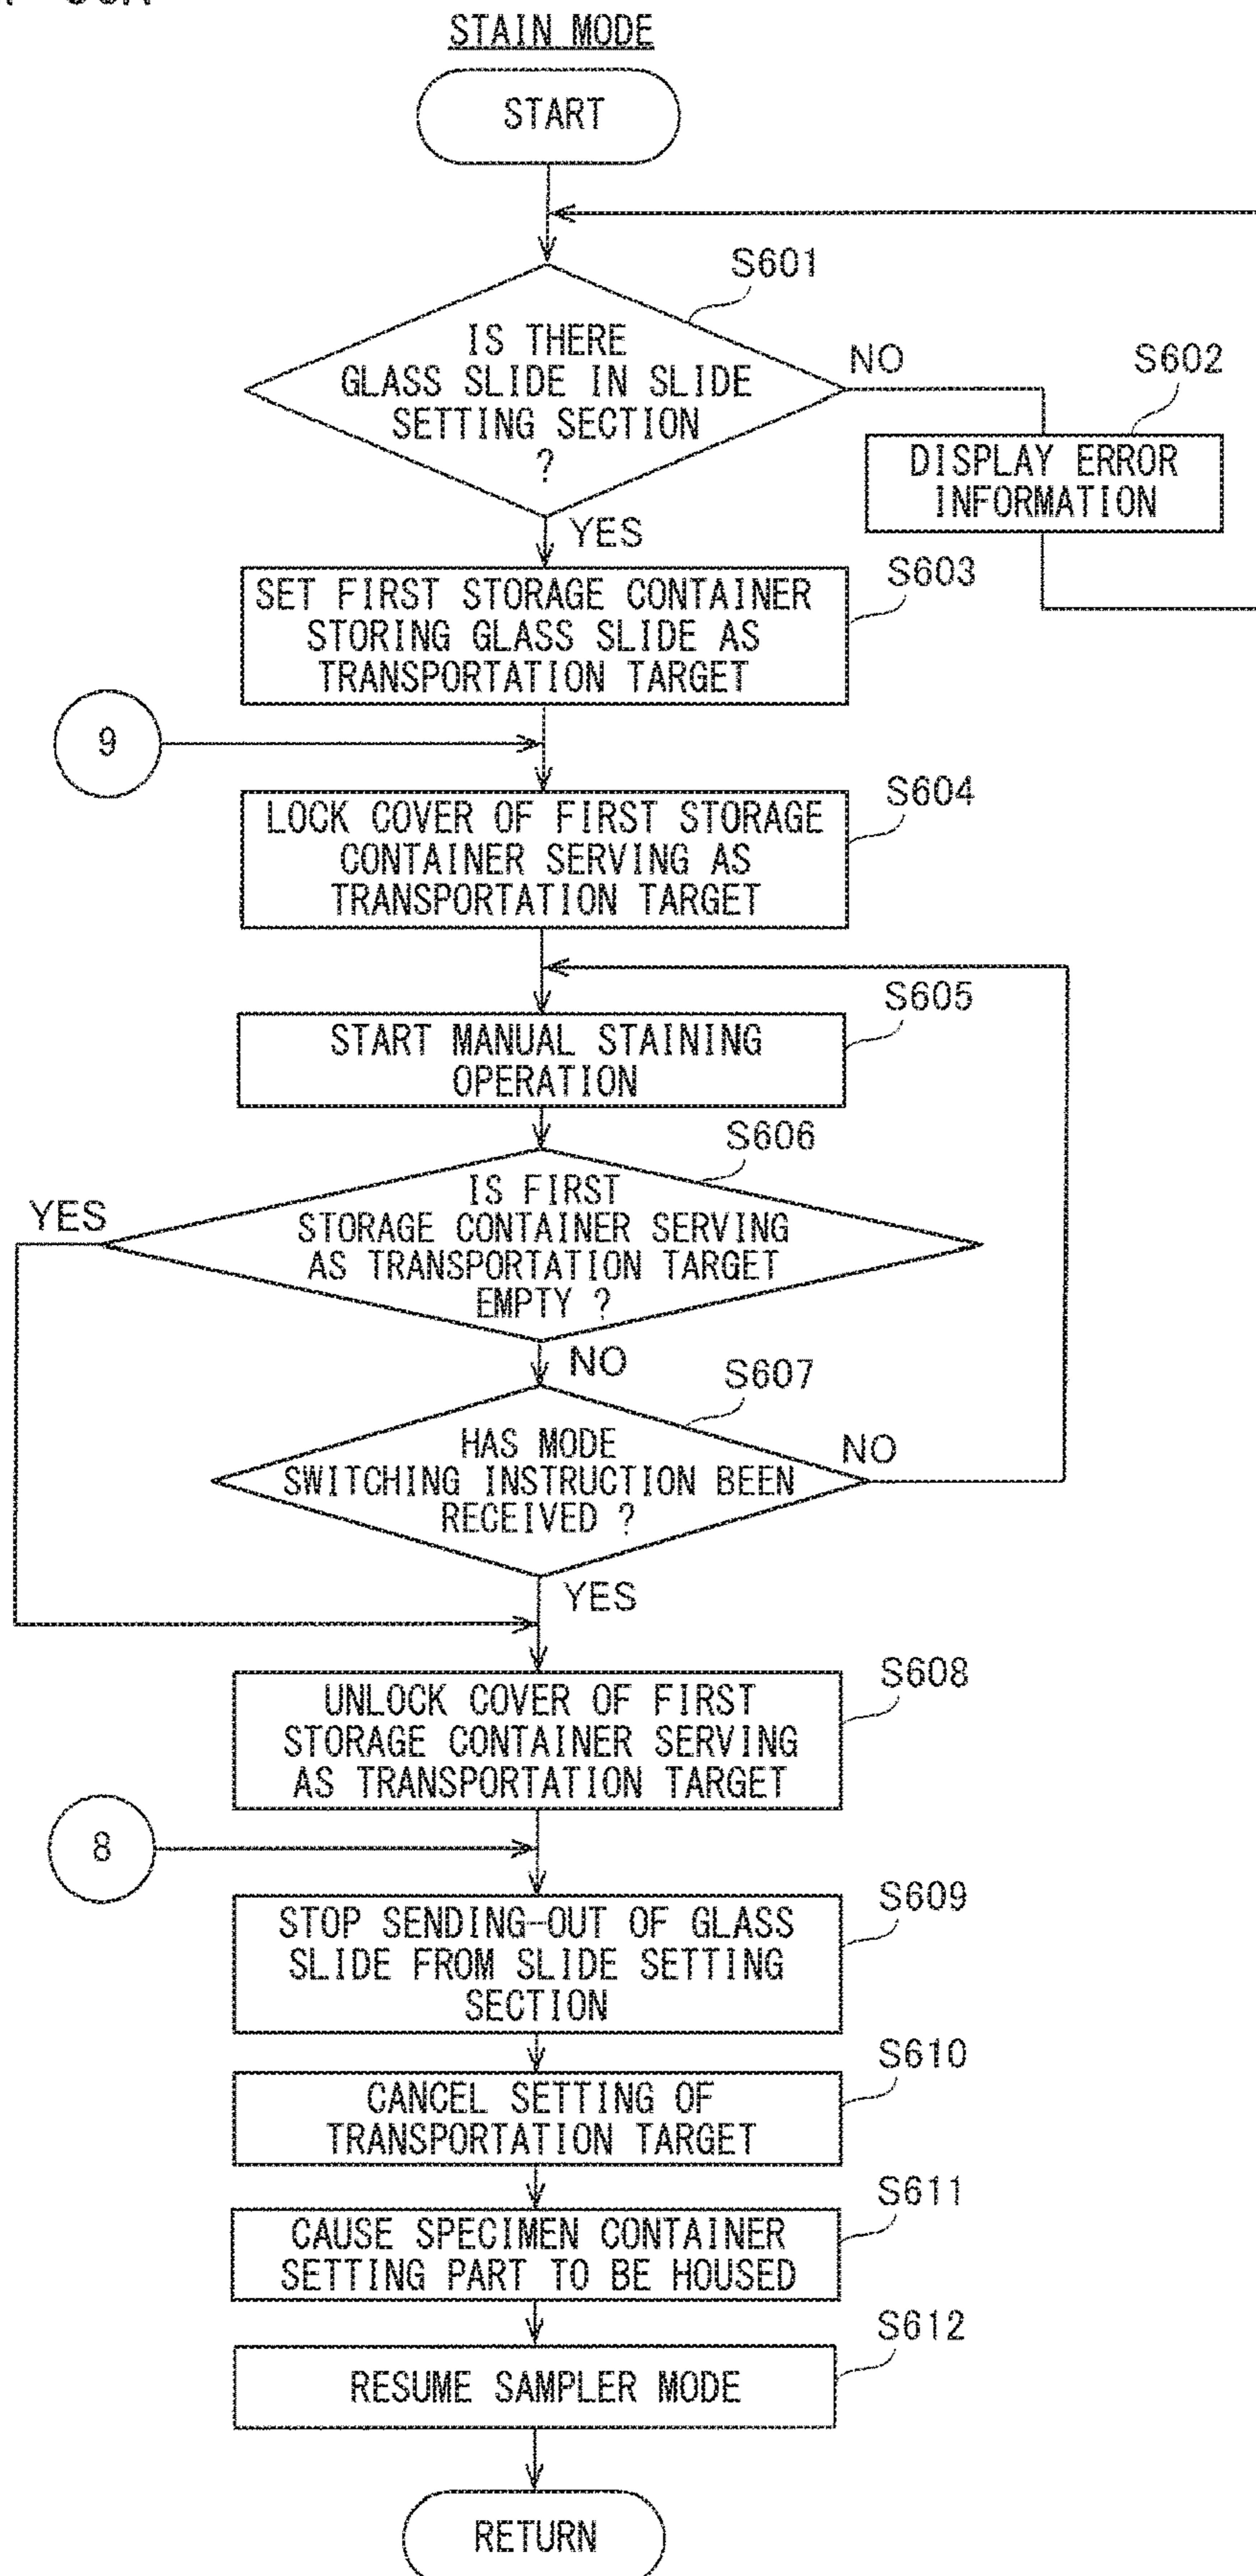 STAIN MODE
START
S601
IS THERE
GLASS SLIDE IN SLIDE
SETTING SECTION
?
NO
S602
DISPLAY ERROR
INFORMATION
YES
S603
SET FIRST STORAGE CONTAINER
STORING GLASS SLIDE AS
TRANSPORTATION TARGET
9
S604
LOCK COVER OF FIRST STORAGE
CONTAINER SERVING AS
TRANSPORTATION TARGET
S605
START MANUAL STAINING
OPERATION
S606
YES
IS FIRST
STORAGE CONTAINER SERVING
AS TRANSPORTATION TARGET
EMPTY ?
NO
S607
HAS MODE
SWITCHING INSTRUCTION BEEN
RECEIVED ?
NO
YES
S608
UNLOCK COVER OF FIRST
STORAGE CONTAINER SERVING
AS TRANSPORTATION TARGET
8
S609
STOP SENDING-OUT OF GLASS
SLIDE FROM SLIDE SETTING
SECTION
S610
CANCEL SETTING OF
TRANSPORTATION TARGET
S611
CAUSE SPECIMEN CONTAINER
SETTING PART TO BE HOUSED
S612
RESUME SAMPLER MODE
RETURN